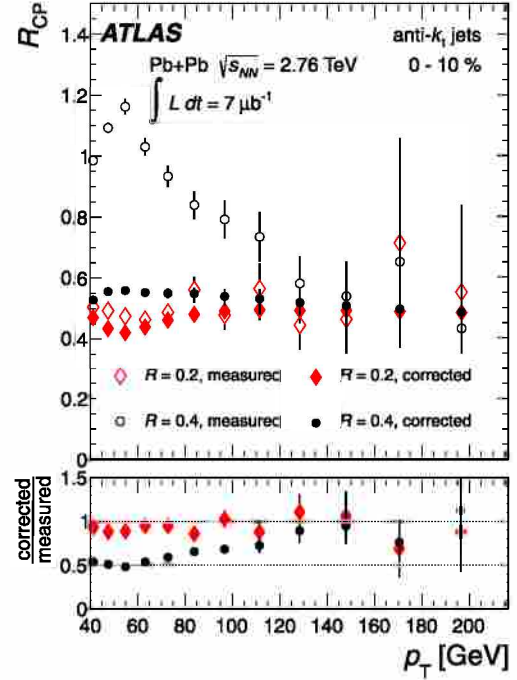 R_CP
ATLAS
anti-k_t jets
Pb+Pb √s_NN = 2.76 TeV
0 - 10 %
∫ L dt = 7 μb⁻¹
1.4
1.2
1
0.8
0.6
0.4
0.2
0
R = 0.2, measured
R = 0.2, corrected
R = 0.4, measured
R = 0.4, corrected
corrected
measured
1.5
1
0.5
0
40 60 80 100 120 140 160 180 200
p_T [GeV]